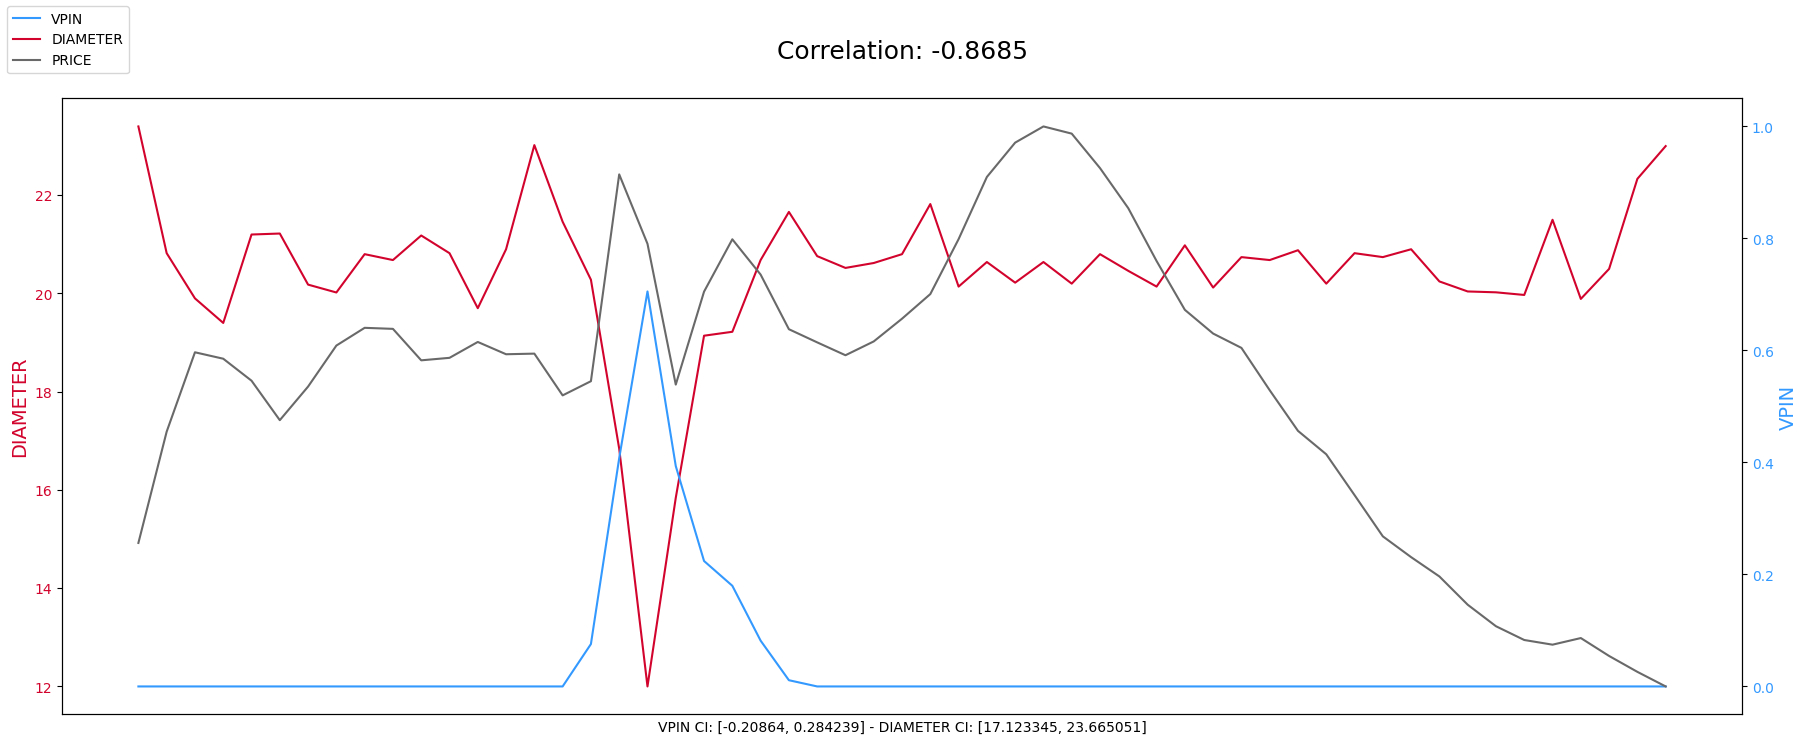 VPIN
DIAMETER
PRICE
Correlation: -0.8685
DIAMETER
22
20
18
16
14
12
1.0
0.8
0.6
0.4
0.2
0.0
VPIN
VPIN CI: [-0.20864, 0.284239] - DIAMETER CI: [17.123345, 23.665051]